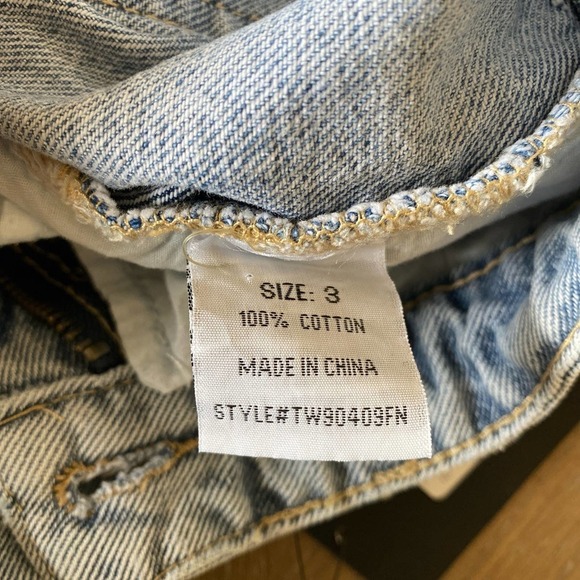 SIZE: 3
100% COTTON
MADE IN CHINA
STYLE#TW90409FN